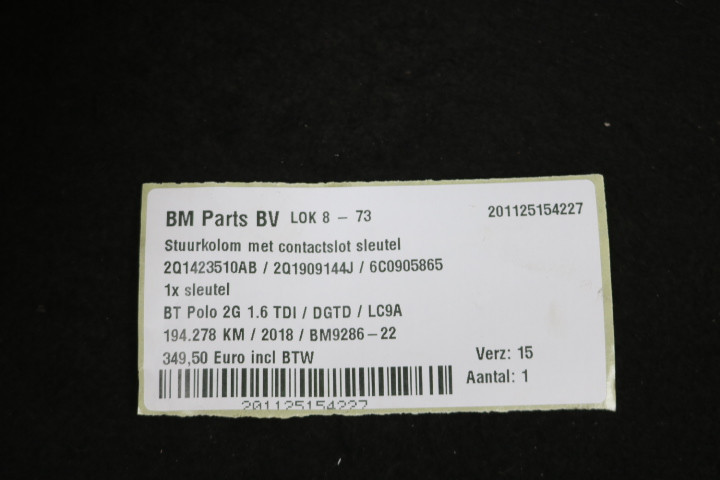 BM Parts BV LOK 8 - 73
201125154227
Stuurkolom met contactslot sleutel
2Q1423510AB / 2Q1909144J / 6C0905865
1x sleutel
BT Polo 2G 1.6 TDI / DGTD / LC9A
194.278 KM / 2018 / BM9286-22
349,50 Euro incl BTW
Verz: 15
Aantal: 1
201125154227